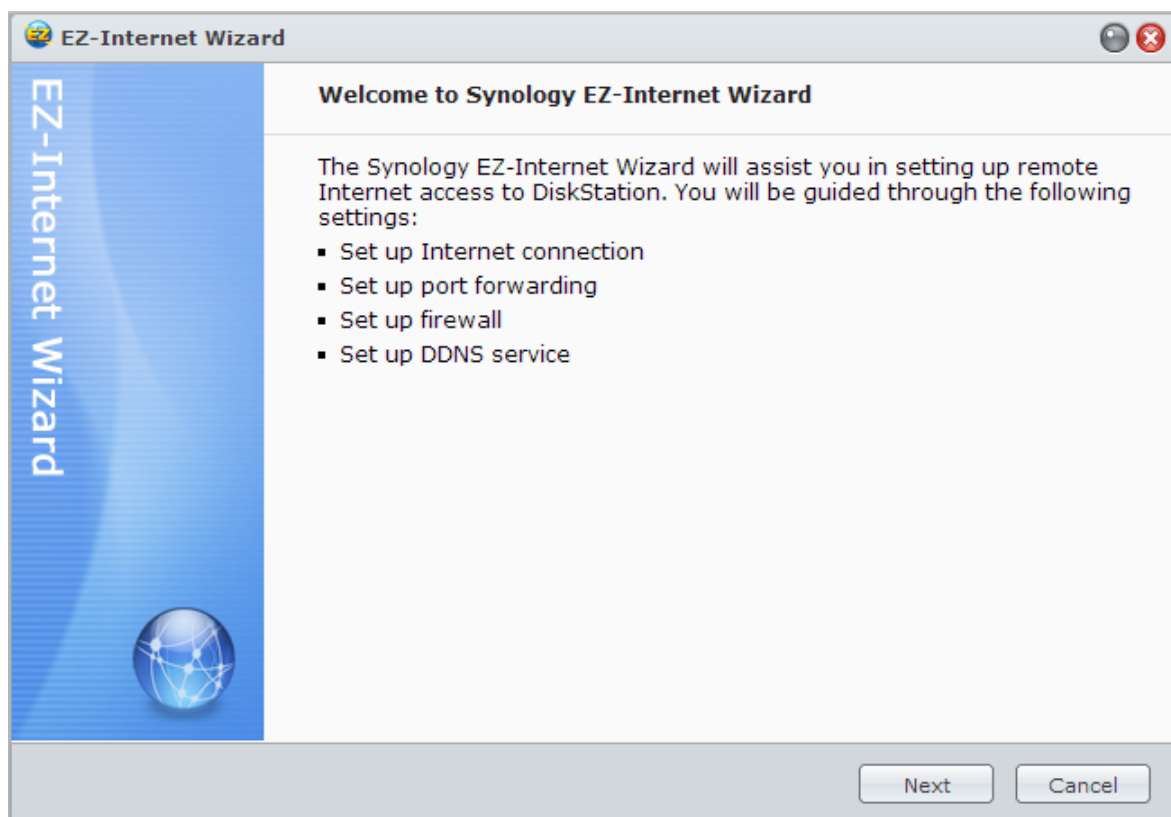 EZ-Internet Wizard
EZ-Internet Wizard
Welcome to Synology EZ-Internet Wizard
The Synology EZ-Internet Wizard will assist you in setting up remote
Internet access to DiskStation. You will be guided through the following
settings:
▪ Set up Internet connection
▪ Set up port forwarding
▪ Set up firewall
▪ Set up DDNS service
Next
Cancel